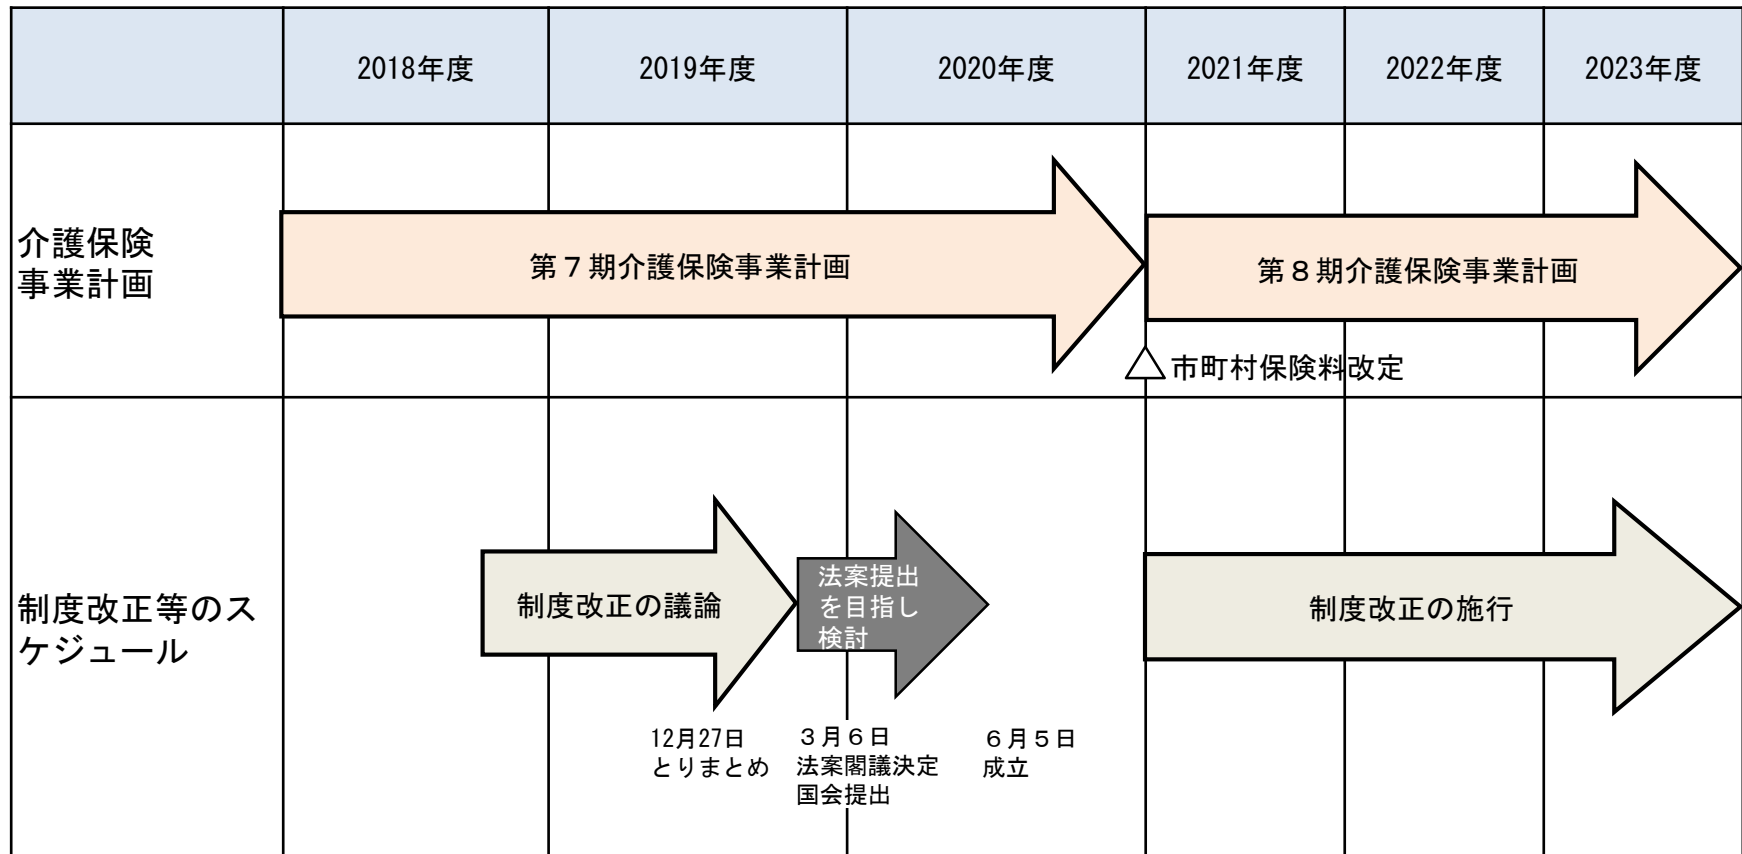 2018年度
2019年度
2020年度
2021年度
2022年度
2023年度
介護保険
事業計画
第７期介護保険事業計画
第８期介護保険事業計画
△市町村保険料改定
制度改正等のス
ケジュール
制度改正の議論
法案提出
を目指し
検討
制度改正の施行
12月27日
とりまとめ
３月６日
法案閣議決定
国会提出
６月５日
成立